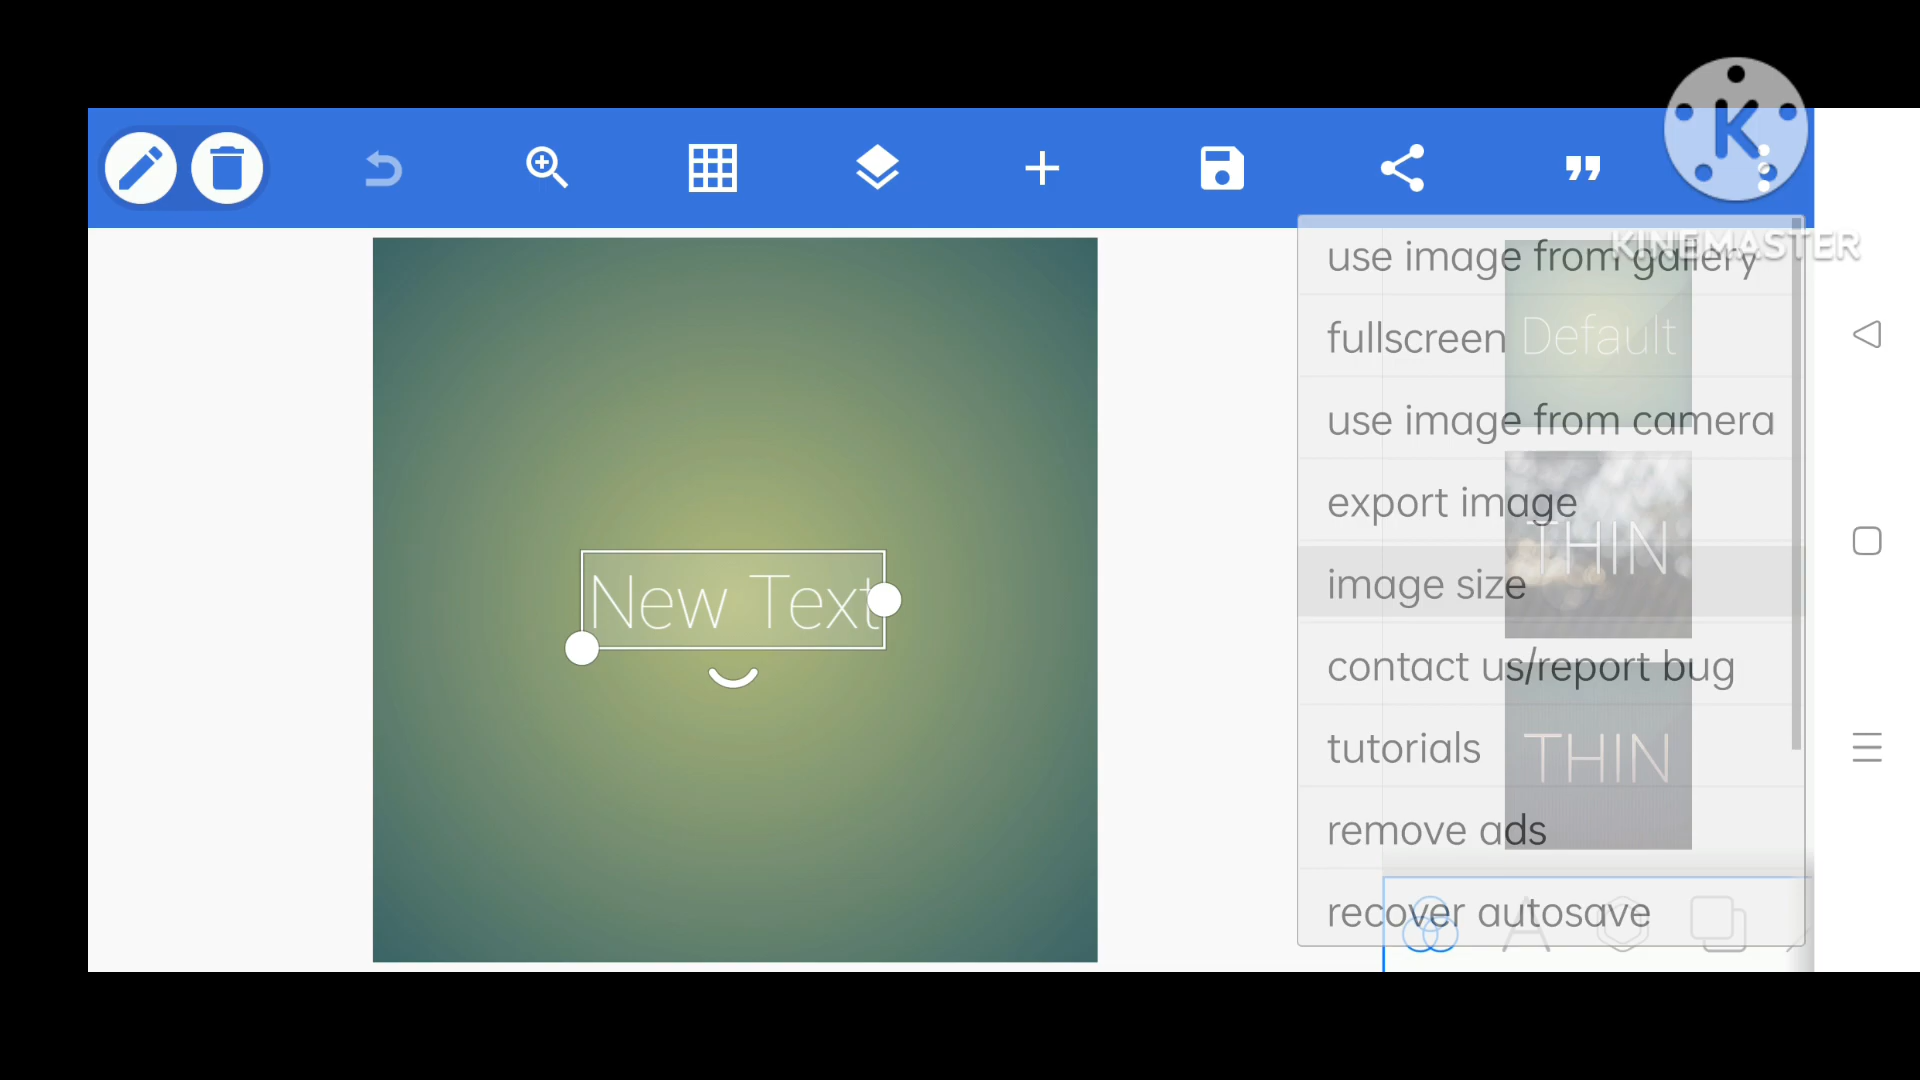 KINEMASTER
use image from gallery
fullscreen
Default
use image from camera
export image
THIN
image size
contact us/report bug
THIN
tutorials
remove ads
recover autosave
New Text